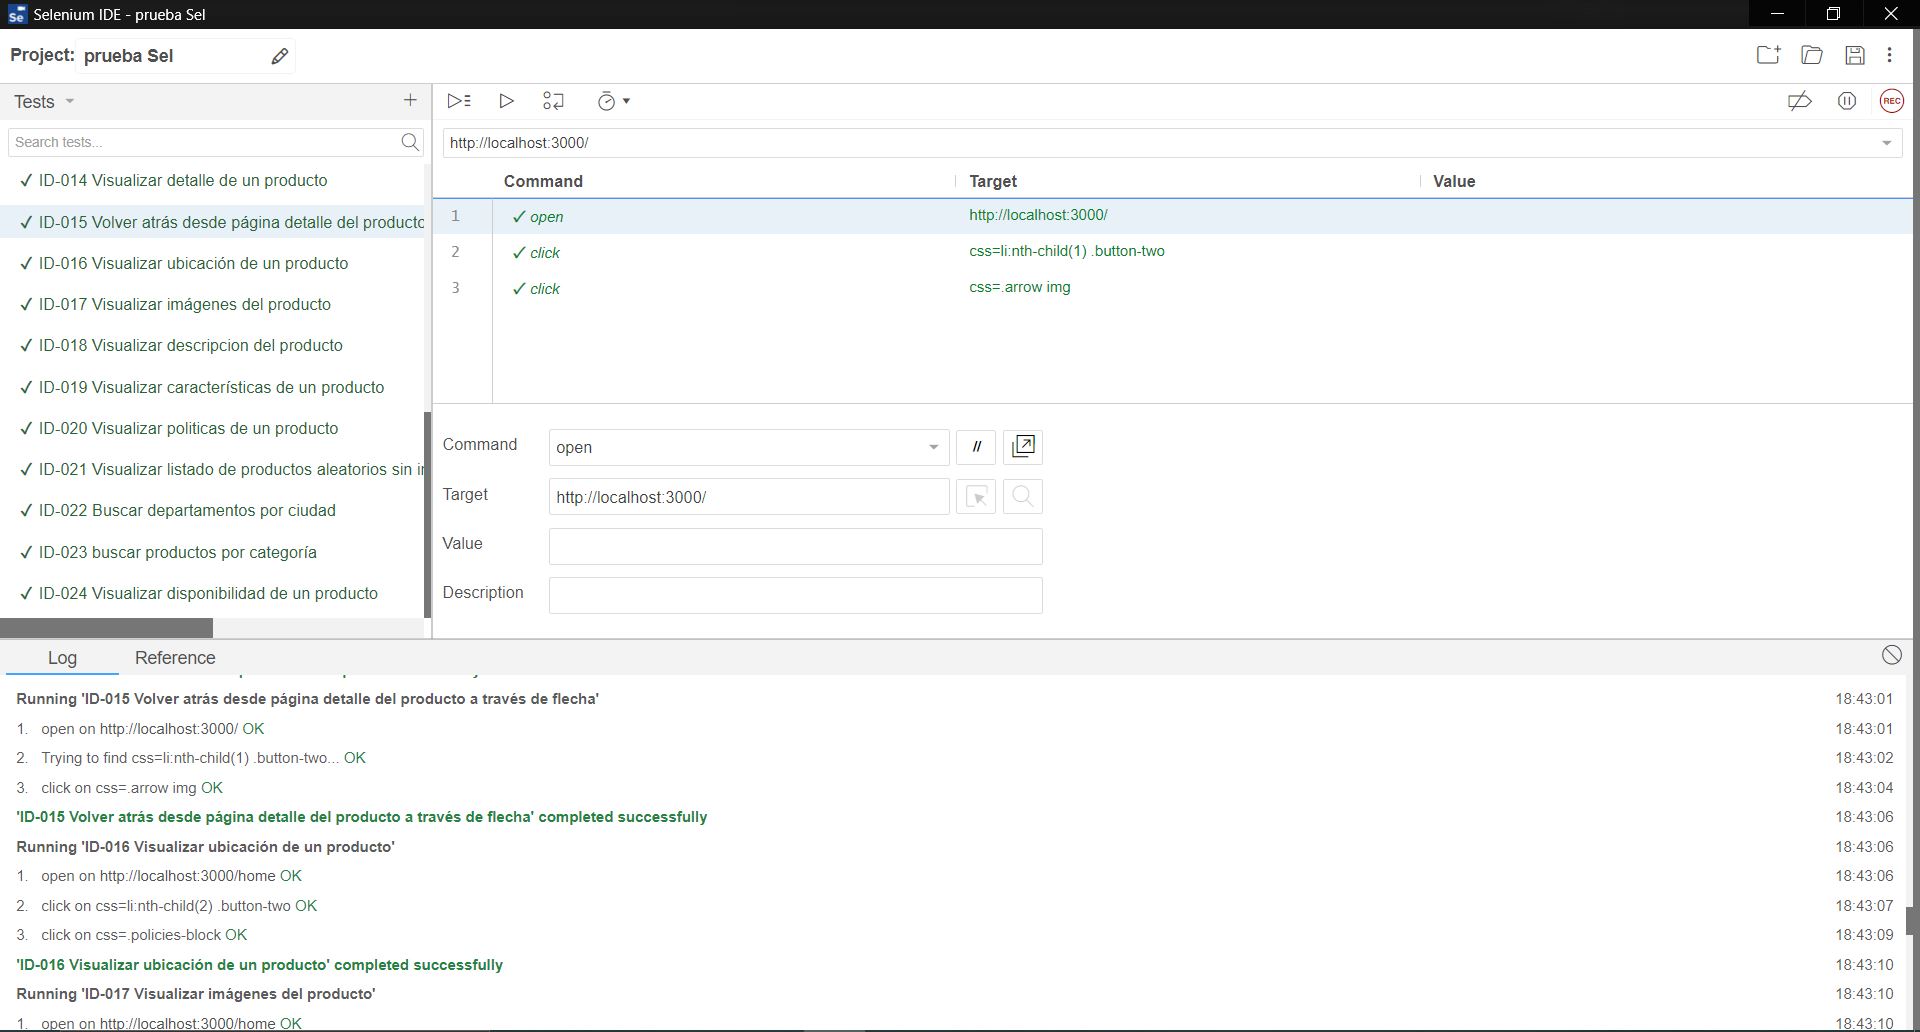 Selenium IDE - prueba Sel
Project: prueba Sel
Tests
Search tests...
✓ ID-014 Visualizar detalle de un producto
✓ ID-015 Volver atrás desde página detalle del producto
✓ ID-016 Visualizar ubicación de un producto
✓ ID-017 Visualizar imágenes del producto
✓ ID-018 Visualizar descripcion del producto
✓ ID-019 Visualizar características de un producto
✓ ID-020 Visualizar politicas de un producto
✓ ID-021 Visualizar listado de productos aleatorios sin
✓ ID-022 Buscar departamentos por ciudad
✓ ID-023 buscar productos por categoría
✓ ID-024 Visualizar disponibilidad de un producto
REC
http://localhost:3000/
Command Target Value
1 ✓ open http://localhost:3000/
2 ✓ click css=li:nth-child(1) .button-two
3 ✓ click css=.arrow img
Command open //
Target http://localhost:3000/
Value
Description
Log Reference
Running 'ID-015 Volver atrás desde página detalle del producto a través de flecha' 18:43:01
1. open on http://localhost:3000/ OK 18:43:01
2. Trying to find css=li:nth-child(1) .button-two... OK 18:43:02
3. click on css=.arrow img OK 18:43:04
'ID-015 Volver atrás desde página detalle del producto a través de flecha' completed successfully 18:43:06
Running 'ID-016 Visualizar ubicación de un producto' 18:43:06
1. open on http://localhost:3000/home OK 18:43:06
2. click on css=li:nth-child(2) .button-two OK 18:43:07
3. click on css=.policies-block OK 18:43:09
'ID-016 Visualizar ubicación de un producto' completed successfully 18:43:10
Running 'ID-017 Visualizar imágenes del producto' 18:43:10
1. open on http://localhost:3000/home OK 18:43:10